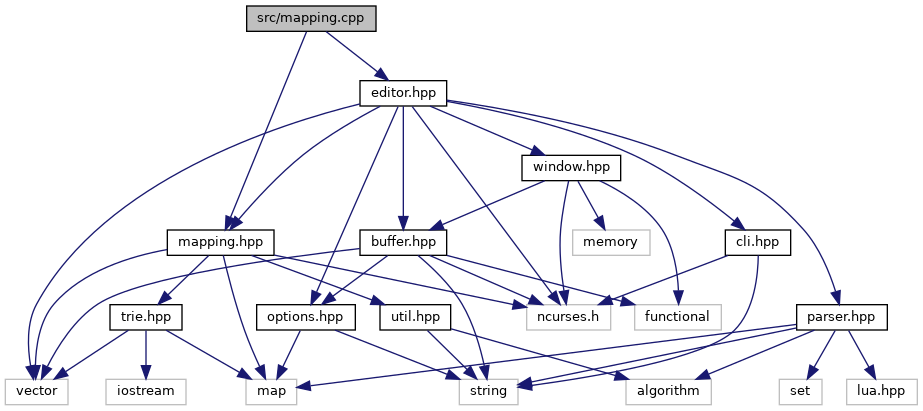 src/mapping.cpp
editor.hpp
window.hpp
mapping.hpp
buffer.hpp
memory
cli.hpp
trie.hpp
options.hpp
util.hpp
ncurses.h
functional
parser.hpp
vector
iostream
map
string
algorithm
set
lua.hpp